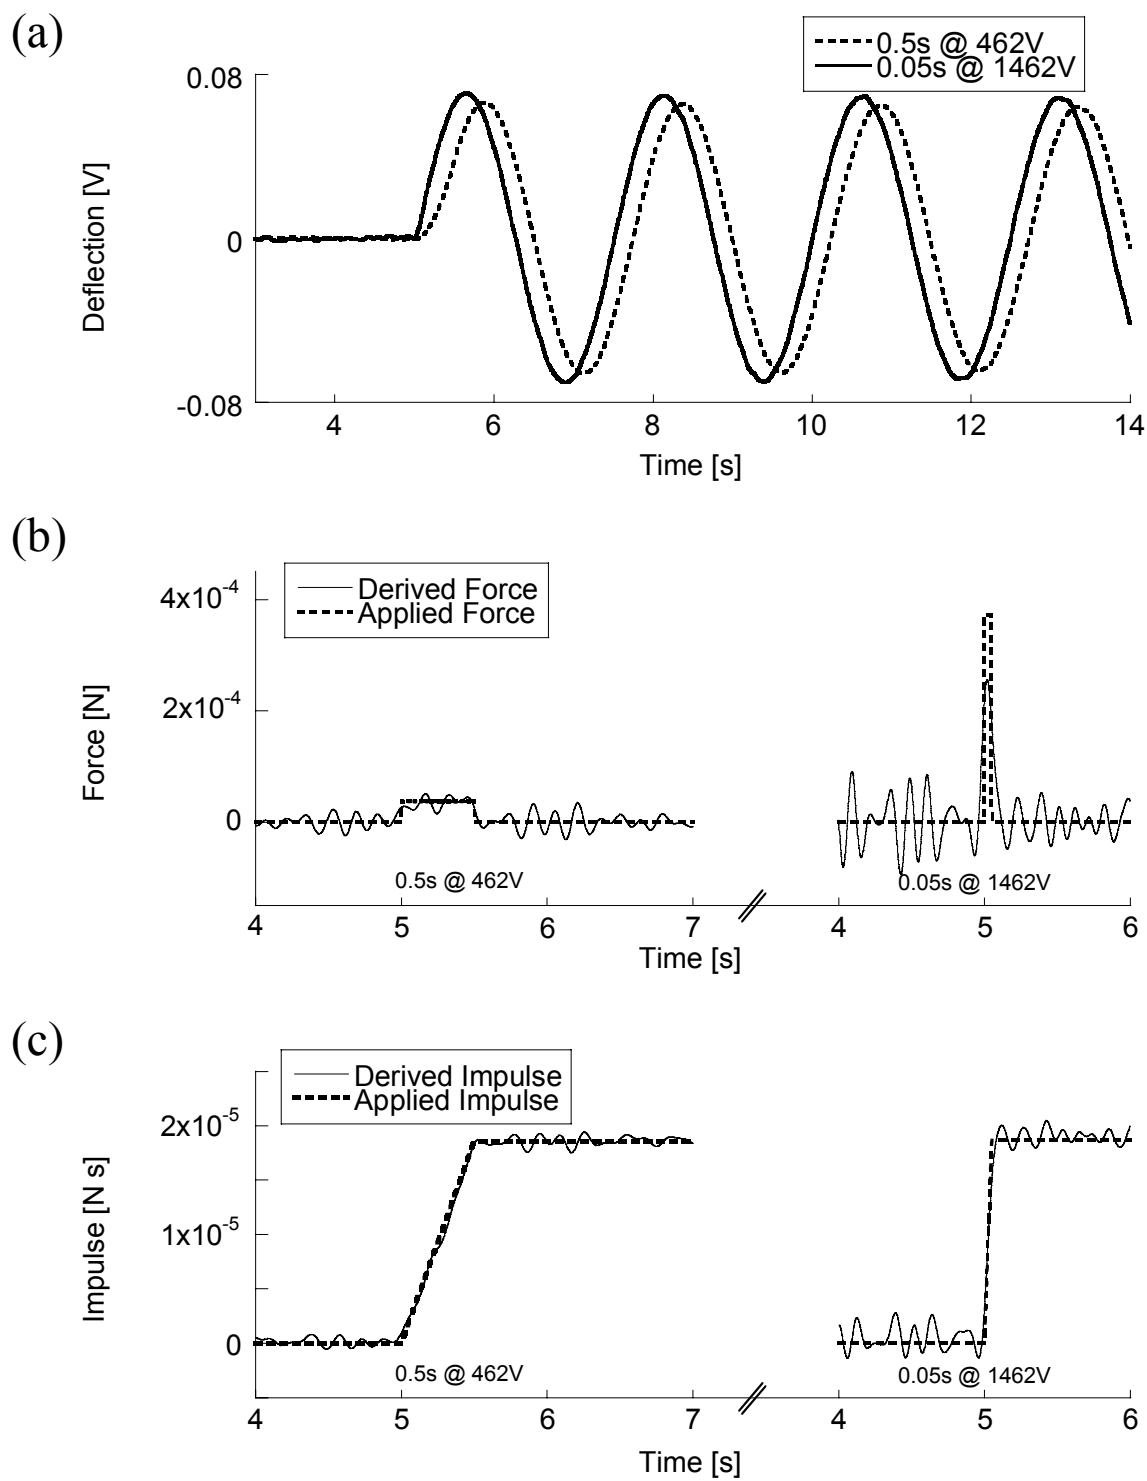 (a)
0.5s @ 462V
0.05s @ 1462V
0.08
0
-0.08
Deflection [V]
4 6 8 10 12 14
Time [s]
(b)
Derived Force
Applied Force
4x10-4
2x10-4
0
Force [N]
0.5s @ 462V
0.05s @ 1462V
4 5 6 7 4 5 6
Time [s]
(c)
Derived Impulse
Applied Impulse
2x10-5
1x10-5
0
Impulse [N s]
0.5s @ 462V
0.05s @ 1462V
4 5 6 7 4 5 6
Time [s]